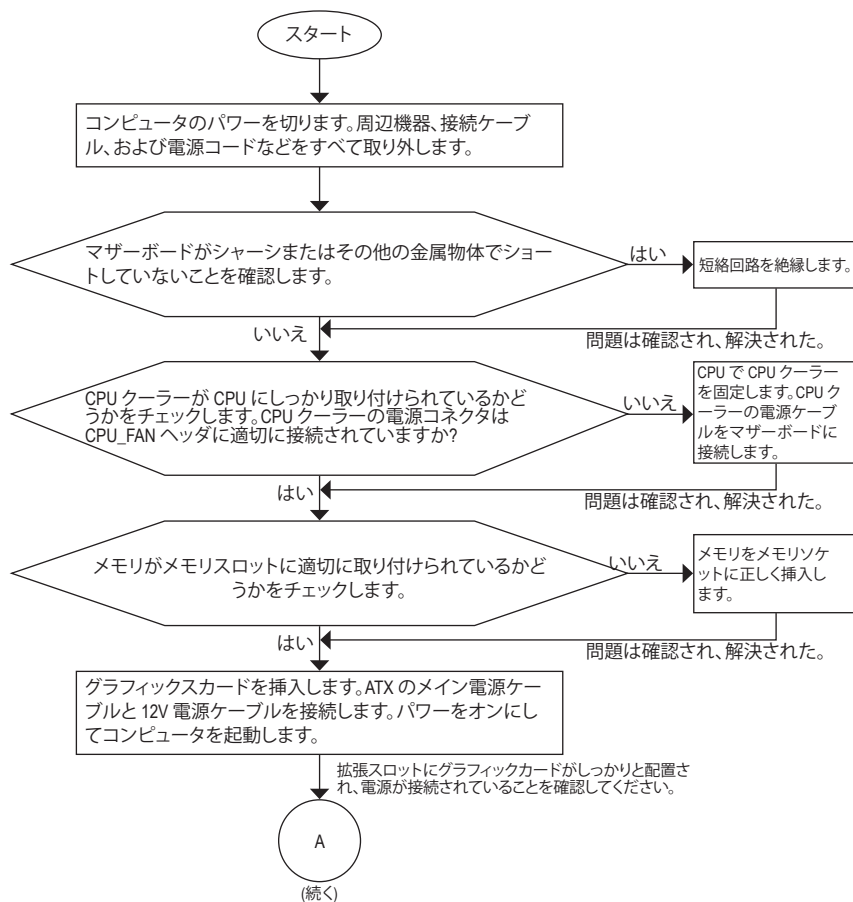 スタート
コンピュータのパワーを切ります。周辺機器、接続ケーブ
ル、および電源コードなどをすべて取り外します。
マザーボードがシャーシまたはその他の金属物体でショー
トしていないことを確認します。
はい
短絡回路を絶縁します。
いいえ
問題は確認され、解決された。
CPU クーラーが CPU にしっかり取り付けられているかど
うかをチェックします。CPU クーラーの電源コネクタは
CPU_FAN ヘッダに適切に接続されていますか?
いいえ
CPU で CPU クーラー
を固定します。CPU ク
ーラーの電源ケーブ
ルをマザーボードに
接続します。
はい
問題は確認され、解決された。
メモリがメモリスロットに適切に取り付けられているかど
うかをチェックします。
いいえ
メモリをメモリソケ
ットに正しく挿入し
ます。
はい
問題は確認され、解決された。
グラフィックスカードを挿入します。ATX のメイン電源ケー
ブルと 12V 電源ケーブルを接続します。パワーをオンにし
てコンピュータを起動します。
拡張スロットにグラフィックカードがしっかりと配置さ
れ、電源が接続されていることを確認してください。
A
(続く)